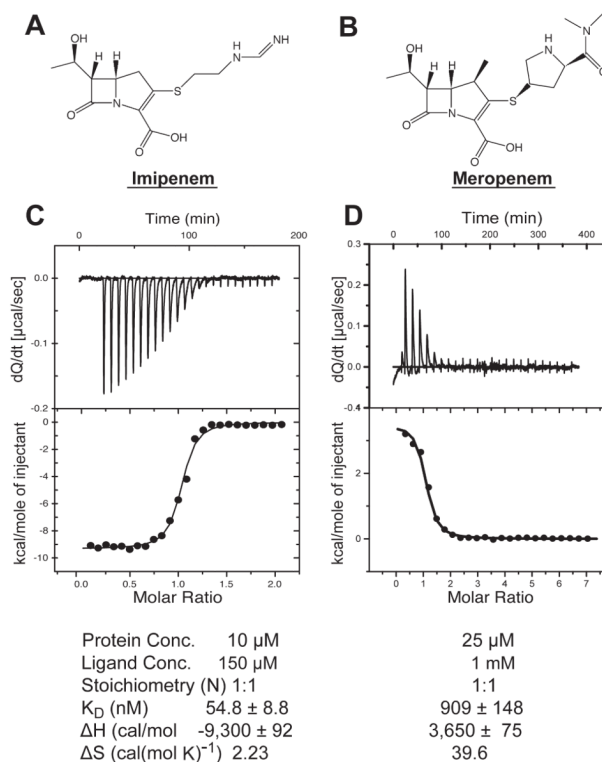 A
OH
H
H
H
N
NH
S
N
O
O
OH
Imipenem
B
OH
H
H
HN
N
O
S
N
O
O
OH
Meropenem
C
Time (min)
0 100 200
dQ/dt [µcal/sec]
0.0
-0.1
-0.2
kcal/mole of injectant
0
-2
-4
-6
-8
-10
0.0 0.5 1.0 1.5 2.0
Molar Ratio
D
Time (min)
0 100 200 300 400
dQ/dt [µcal/sec]
0.3
0.2
0.1
0.0
-0.4
kcal/mole of injectant
2
0
0 1 2 3 4 5 6 7
Molar Ratio
Protein Conc. 10 µM 25 µM
Ligand Conc. 150 µM 1 mM
Stoichiometry (N) 1:1 1:1
KD (nM) 54.8 ± 8.8 909 ± 148
ΔH (cal/mol -9,300 ± 92 3,650 ± 75
ΔS (cal(mol K)⁻¹) 2.23 39.6